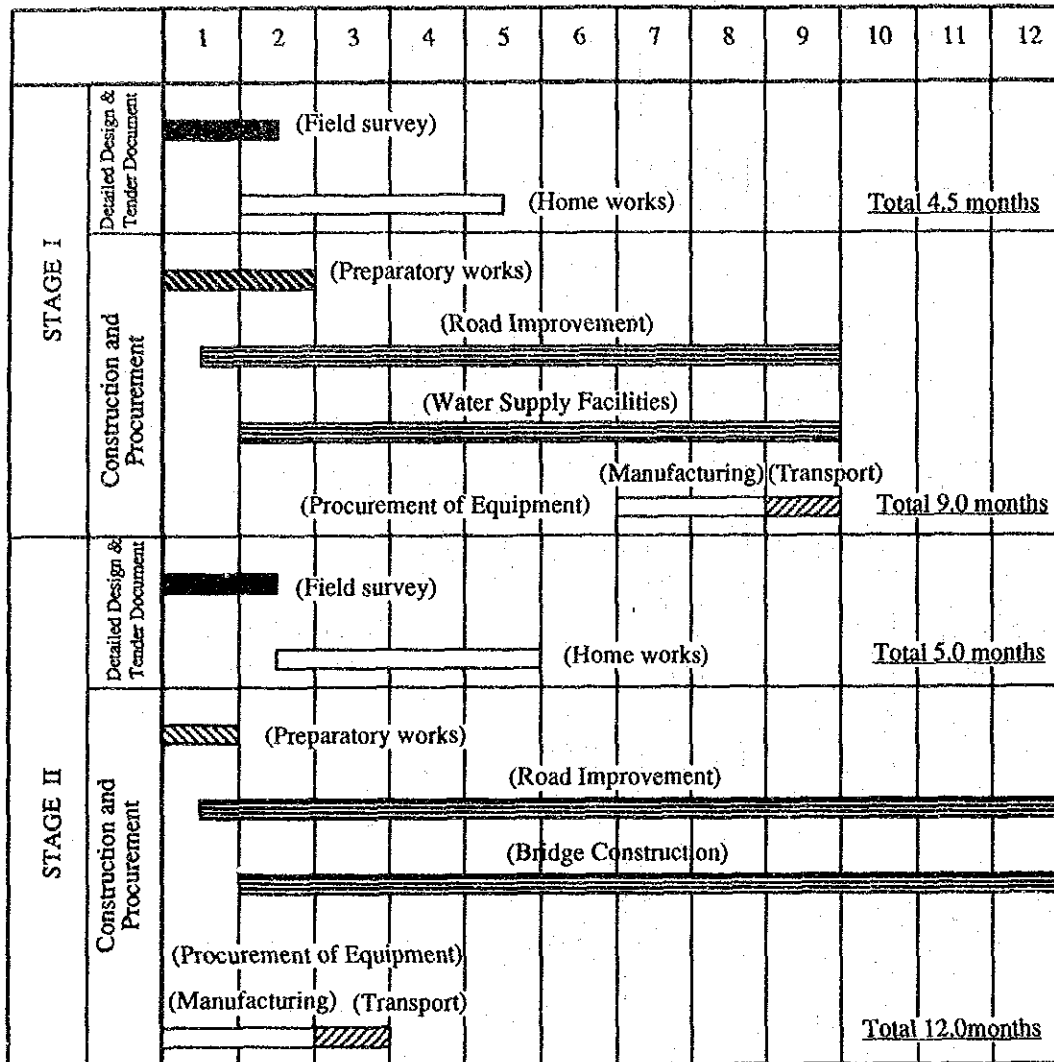 1 2 3 4 5 6 7 8 9 10 11 12
STAGE I
Detailed Design &
Tender Document
(Field survey)
(Home works)
Total 4.5 months
Construction and
Procurement
(Preparatory works)
(Road Improvement)
(Water Supply Facilities)
(Manufacturing) (Transport)
(Procurement of Equipment)
Total 9.0 months
STAGE II
Detailed Design &
Tender Document
(Field survey)
(Home works)
Total 5.0 months
Construction and
Procurement
(Preparatory works)
(Road Improvement)
(Bridge Construction)
(Procurement of Equipment)
(Manufacturing) (Transport)
Total 12.0months